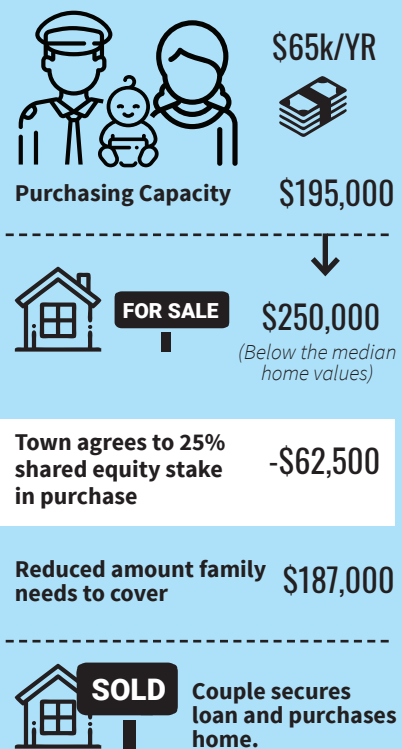 $65k/YR
Purchasing Capacity $195,000
FOR SALE
$250,000
(Below the median
home values)
Town agrees to 25%
shared equity stake
in purchase
-$62,500
Reduced amount family
needs to cover
$187,000
SOLD
Couple secures
loan and purchases
home.